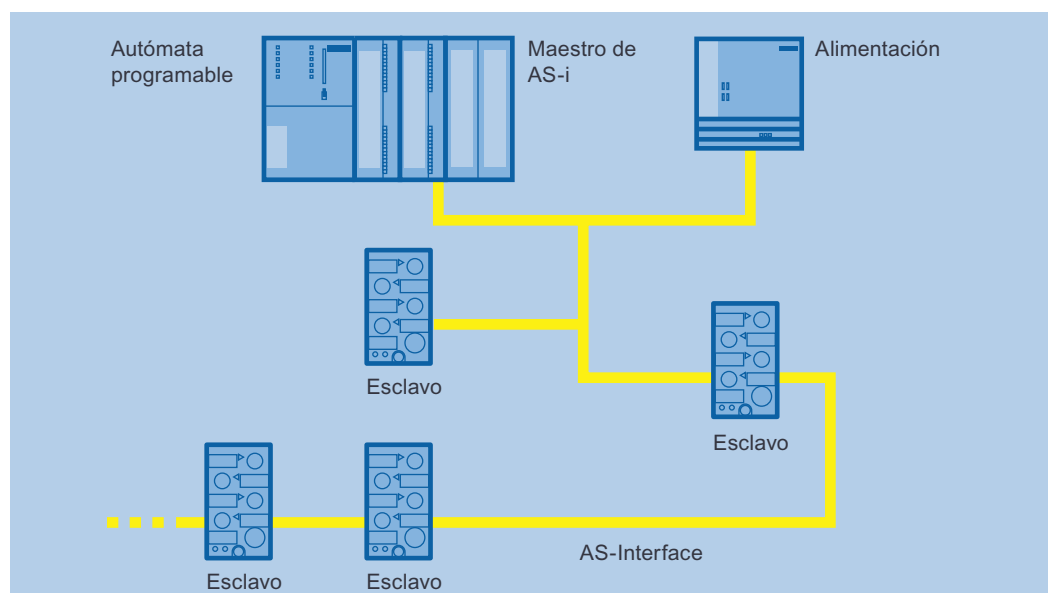 Autómata
programable
Maestro de
AS-i
Alimentación
Esclavo
Esclavo
AS-Interface
Esclavo
Esclavo